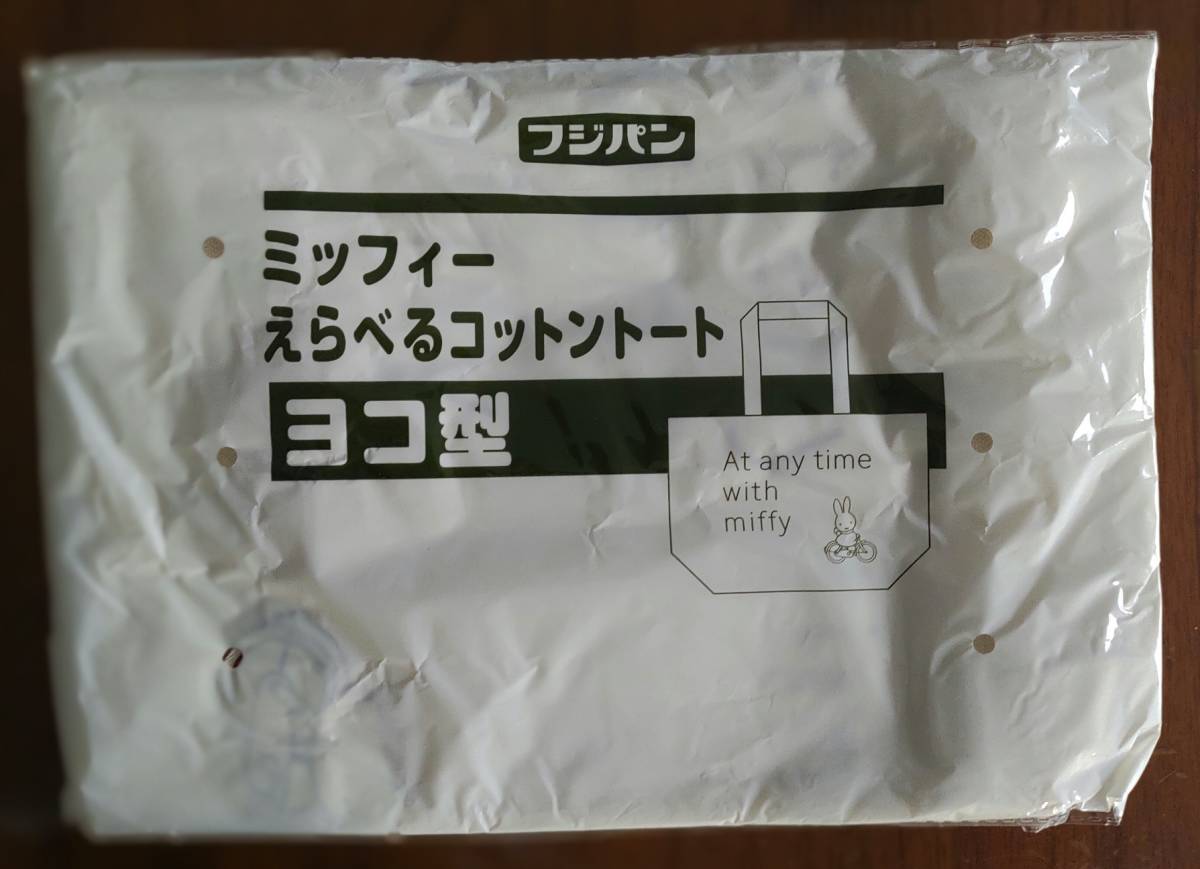 フジパン
ミッフィー
えらべるコットントート
ヨコ型
At any time
with
miffy